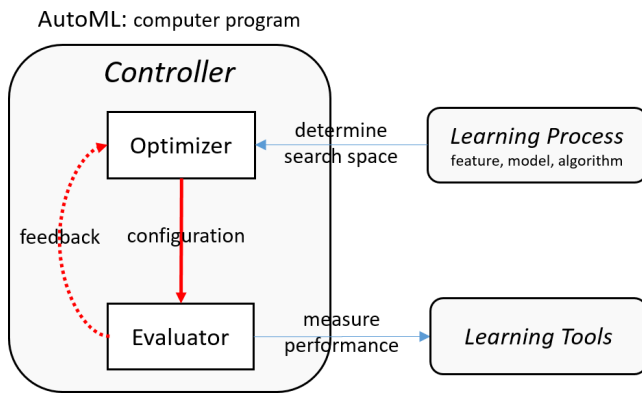 AutoML: computer program
Controller
Optimizer
determine
search space
Learning Process
feature, model, algorithm
feedback
configuration
Evaluator
measure
performance
Learning Tools